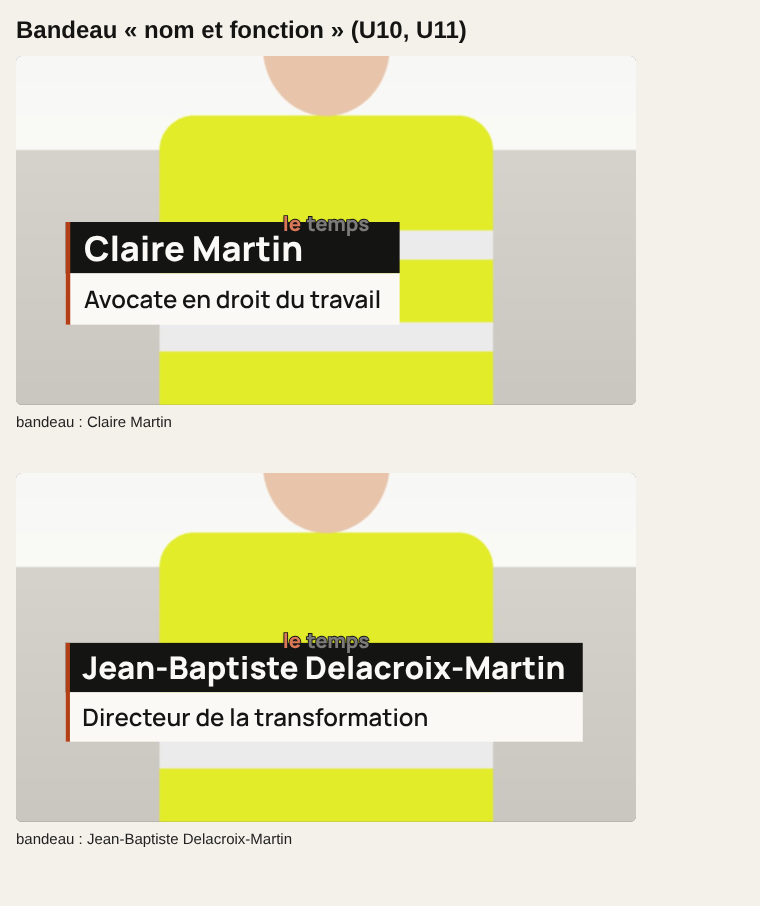 Bandeau « nom et fonction » (U10, U11)
le temps
Claire Martin
Avocate en droit du travail
bandeau : Claire Martin
le temps
Jean-Baptiste Delacroix-Martin
Directeur de la transformation
bandeau : Jean-Baptiste Delacroix-Martin